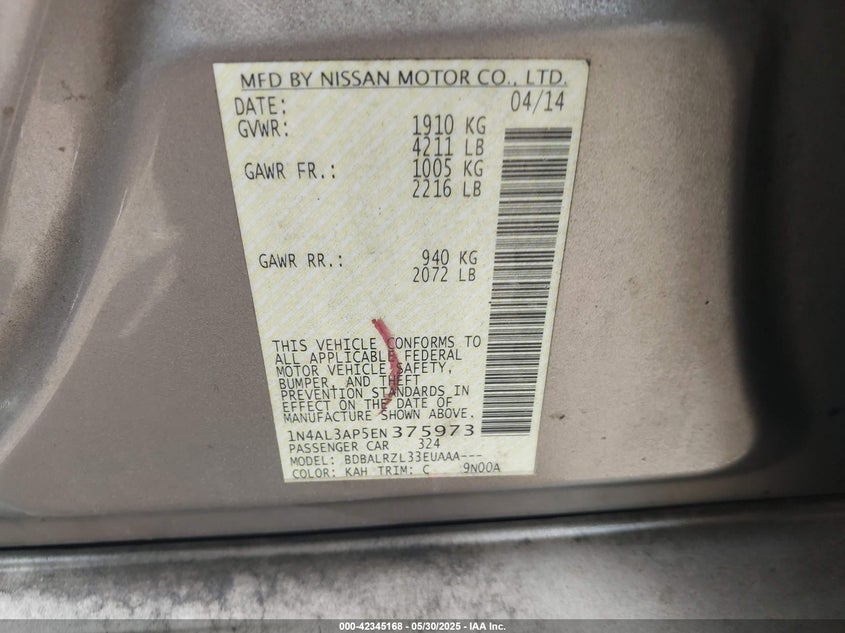 MFD BY NISSAN MOTOR CO., LTD.
DATE: 04/14
GVWR: 1910 KG
4211 LB
GAWR FR.: 1005 KG
2216 LB
GAWR RR.: 940 KG
2072 LB
THIS VEHICLE CONFORMS TO
ALL APPLICABLE FEDERAL
MOTOR VEHICLE SAFETY,
BUMPER, AND THEFT
PREVENTION STANDARDS IN
EFFECT ON THE DATE OF
MANUFACTURE SHOWN ABOVE.
1N4AL3AP5EN375973
PASSENGER CAR 324
MODEL: BDBALRZL33EUAAA---
COLOR: KAH TRIM: C 9N00A
000-42345168 — 05/30/2025 - IAA Inc.